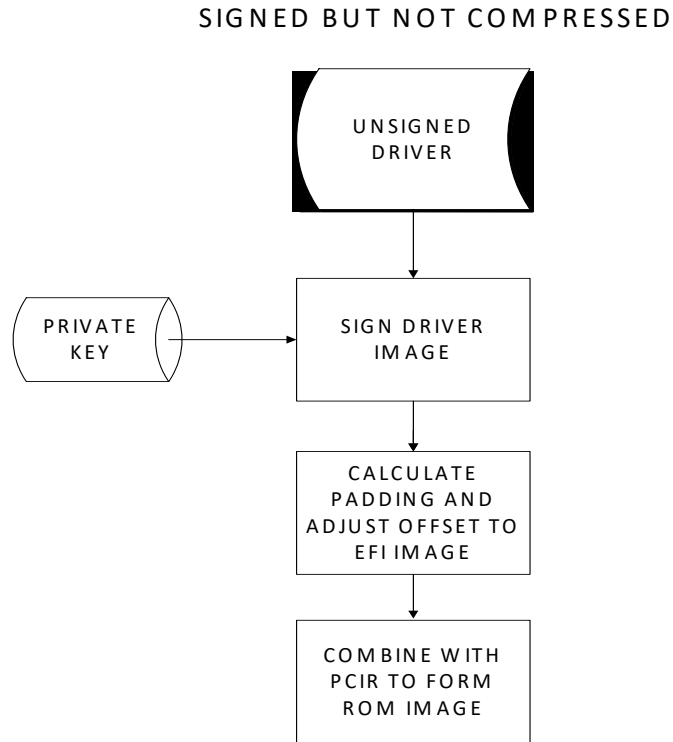 SIGNED BUT NOT COMPRESSED
UNSIGNED
DRIVER
PRIVATE
KEY
SIGN DRIVER
IMAGE
CALCULATE
PADDING AND
ADJUST OFFSET TO
EFI IMAGE
COMBINE WITH
PCIR TO FORM
ROM IMAGE